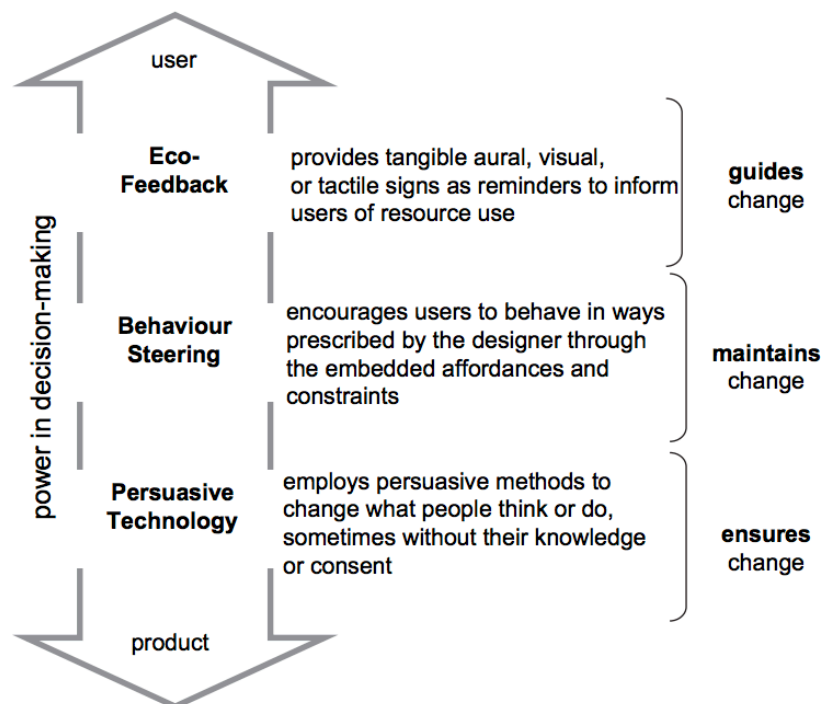 user
Eco-
Feedback
provides tangible aural, visual,
or tactile signs as reminders to inform
users of resource use
guides
change
power in decision-making
Behaviour
Steering
encourages users to behave in ways
prescribed by the designer through
the embedded affordances and
constraints
maintains
change
Persuasive
Technology
employs persuasive methods to
change what people think or do,
sometimes without their knowledge
or consent
ensures
change
product